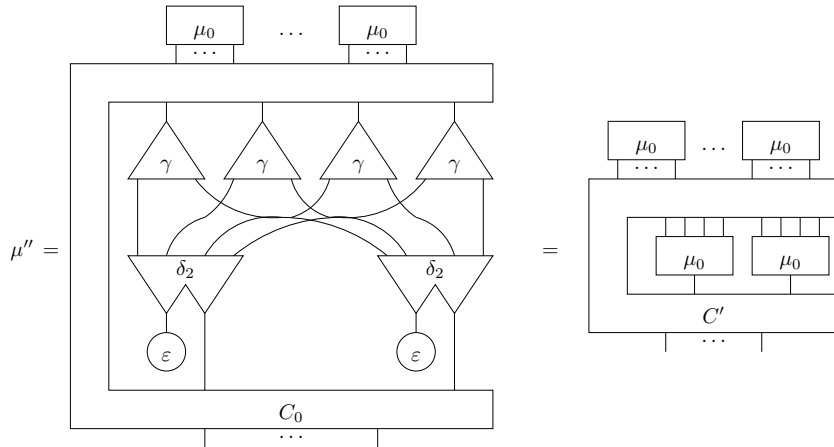 μ₀ ⋯ μ₀
⋯ ⋯
γ γ γ γ
μ₀ ⋯ μ₀
⋯ ⋯
μ″ =
δ₂ δ₂
=
μ₀ μ₀
ε ε
C′
⋯
C₀
⋯